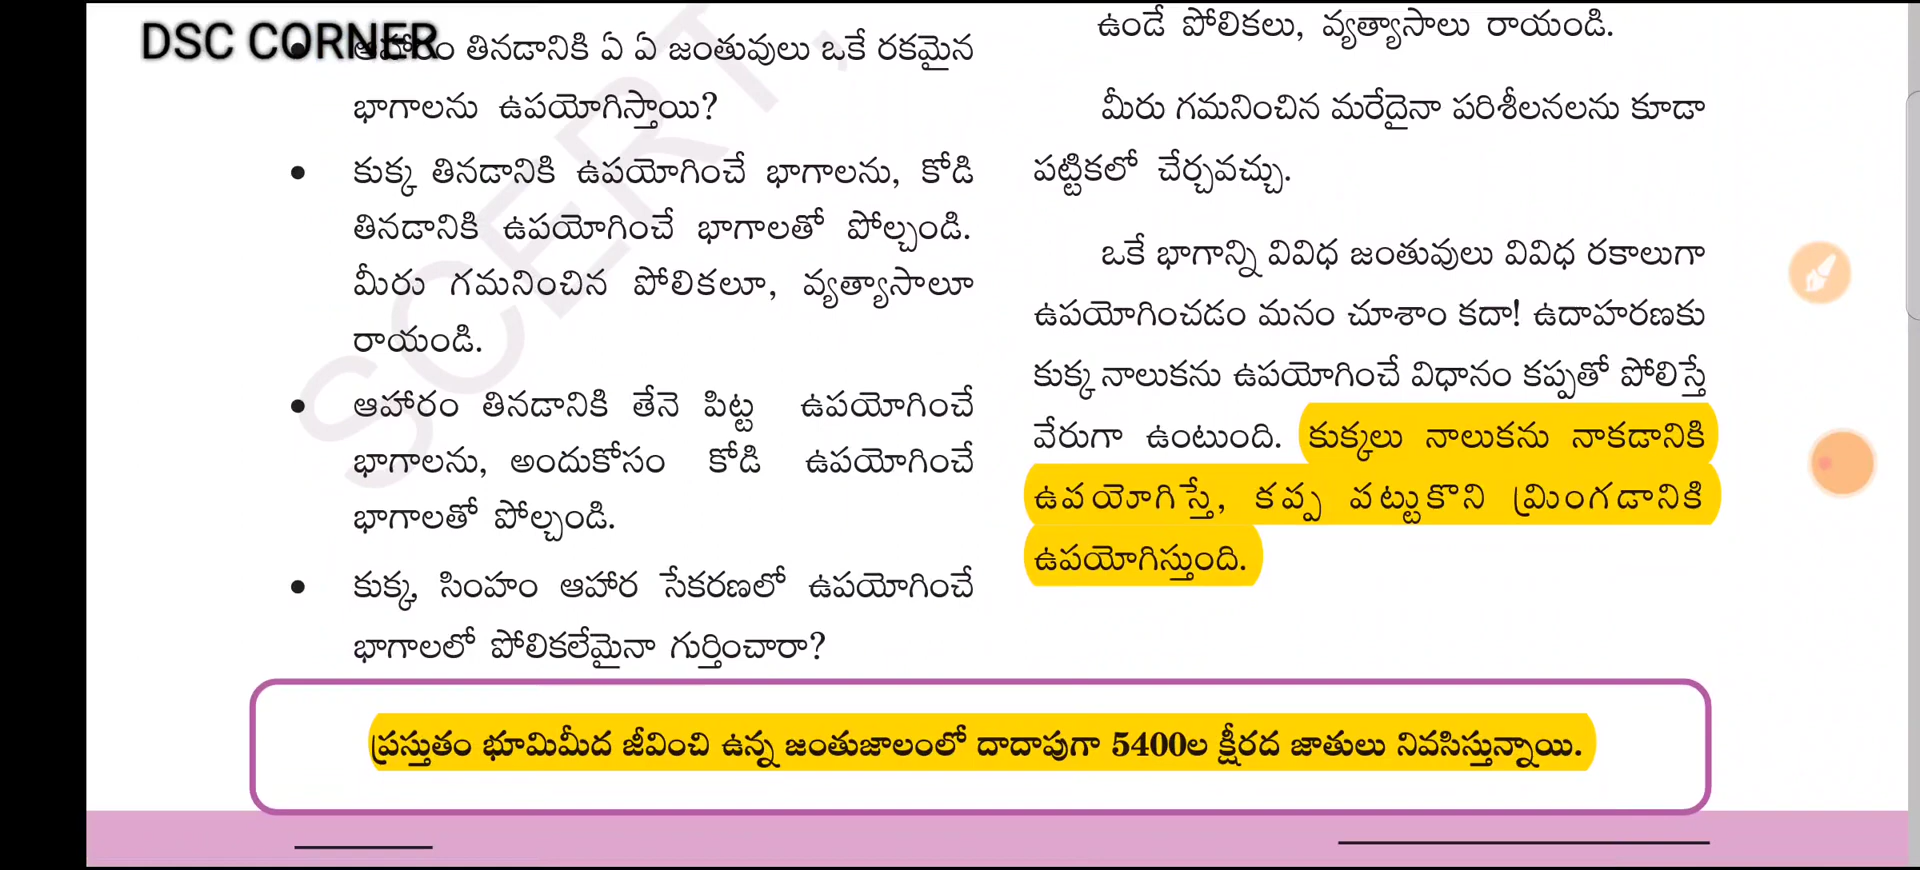 DSC CORNER
ఆహారం తినడానికి ఏ ఏ జంతువులు ఒకే రకమైన
భాగాలను ఉపయోగిస్తాయి?
• కుక్క తినడానికి ఉపయోగించే భాగాలను, కోడి
తినడానికి ఉపయోగించే భాగాలతో పోల్చండి.
మీరు గమనించిన పోలికలూ, వ్యత్యాసాలూ
రాయండి.
• ఆహారం తినడానికి తేనె పిట్ట ఉపయోగించే
భాగాలను, అందుకోసం కోడి ఉపయోగించే
భాగాలతో పోల్చండి.
• కుక్క, సింహం ఆహార సేకరణలో ఉపయోగించే
భాగాలలో పోలికలేమైనా గుర్తించారా?
ఉండే పోలికలు, వ్యత్యాసాలు రాయండి.
మీరు గమనించిన మరేదైనా పరిశీలనలను కూడా
పట్టికలో చేర్చవచ్చు.
ఒకే భాగాన్ని వివిధ జంతువులు వివిధ రకాలుగా
ఉపయోగించడం మనం చూశాం కదా! ఉదాహరణకు
కుక్క నాలుకను ఉపయోగించే విధానం కప్పతో పోలిస్తే
వేరుగా ఉంటుంది. కుక్కలు నాలుకను నాకడానికి
ఉపయోగిస్తే, కప్ప పట్టుకొని మ్రింగడానికి
ఉపయోగిస్తుంది.
ప్రస్తుతం భూమిమీద జీవించి ఉన్న జంతుజాలంలో దాదాపుగా 5400ల క్షీరద జాతులు నివసిస్తున్నాయి.
SCERT,